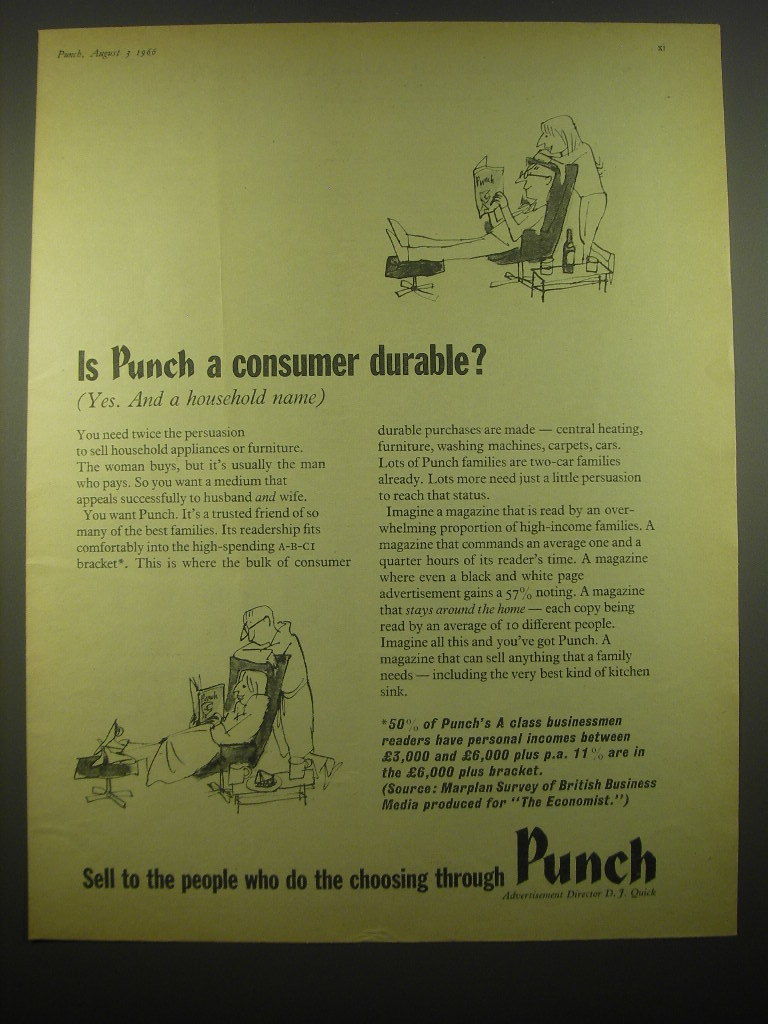 Punch, August 3 1966
xi
Punch
Is Punch a consumer durable?
(Yes. And a household name)
You need twice the persuasion
to sell household appliances or furniture.
The woman buys, but it's usually the man
who pays. So you want a medium that
appeals successfully to husband and wife.
You want Punch. It's a trusted friend of so
many of the best families. Its readership fits
comfortably into the high-spending A-B-C1
bracket*. This is where the bulk of consumer
durable purchases are made — central heating,
furniture, washing machines, carpets, cars.
Lots of Punch families are two-car families
already. Lots more need just a little persuasion
to reach that status.
Imagine a magazine that is read by an over-
whelming proportion of high-income families. A
magazine that commands an average one and a
quarter hours of its reader's time. A magazine
where even a black and white page
advertisement gains a 57% noting. A magazine
that stays around the home — each copy being
read by an average of 10 different people.
Imagine all this and you've got Punch. A
magazine that can sell anything that a family
needs — including the very best kind of kitchen
sink.
Punch
*50% of Punch's A class businessmen
readers have personal incomes between
£3,000 and £6,000 plus p.a. 11% are in
the £6,000 plus bracket.
(Source: Marplan Survey of British Business
Media produced for "The Economist.")
Sell to the people who do the choosing through Punch
Advertisement Director D. J. Quick